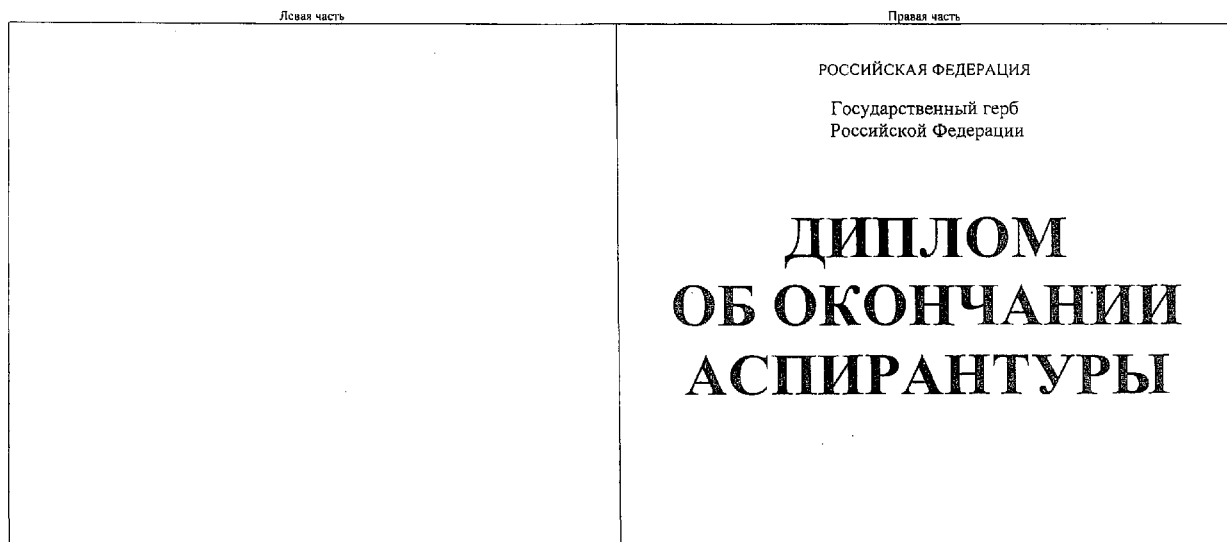 Левая часть
Правая часть
РОССИЙСКАЯ ФЕДЕРАЦИЯ
Государственный герб
Российской Федерации
ДИПЛОМ
ОБ ОКОНЧАНИИ
АСПИРАНТУРЫ